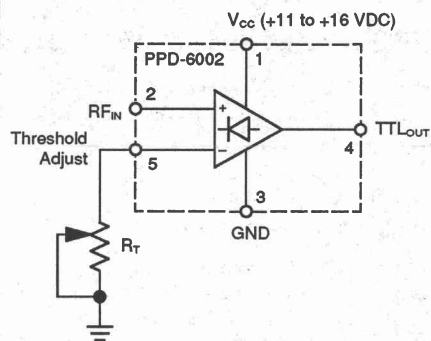 VCC (+11 to +16 VDC)
PPD-6002
1
2
RFIN
+
Threshold
Adjust
5
−
4
TTLOUT
3
GND
RT